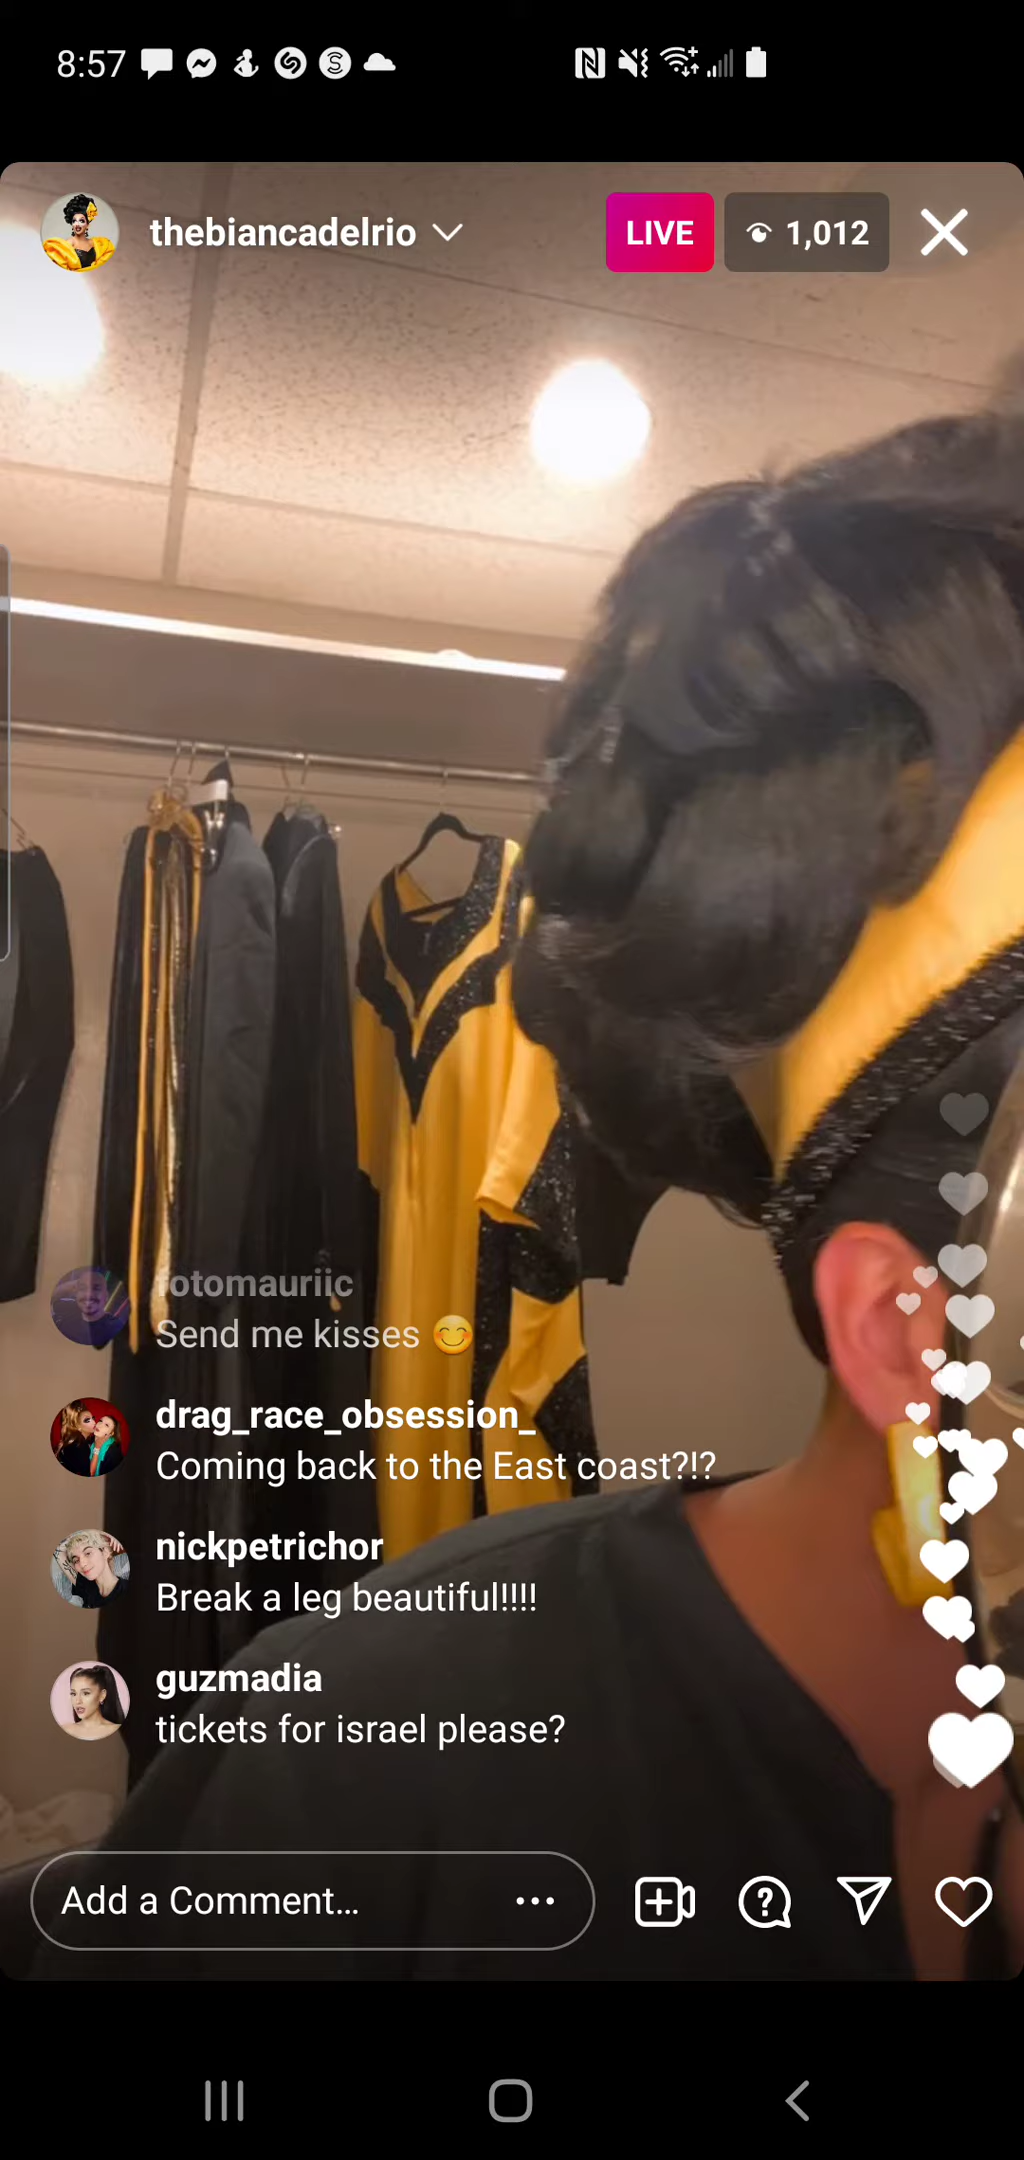 8:57
thebiancadelrio
LIVE
1,012
fotomauriic
Send me kisses 😊
drag_race_obsession_
Coming back to the East coast?!?
nickpetrichor
Break a leg beautiful!!!!
guzmadia
tickets for israel please?
Add a Comment...